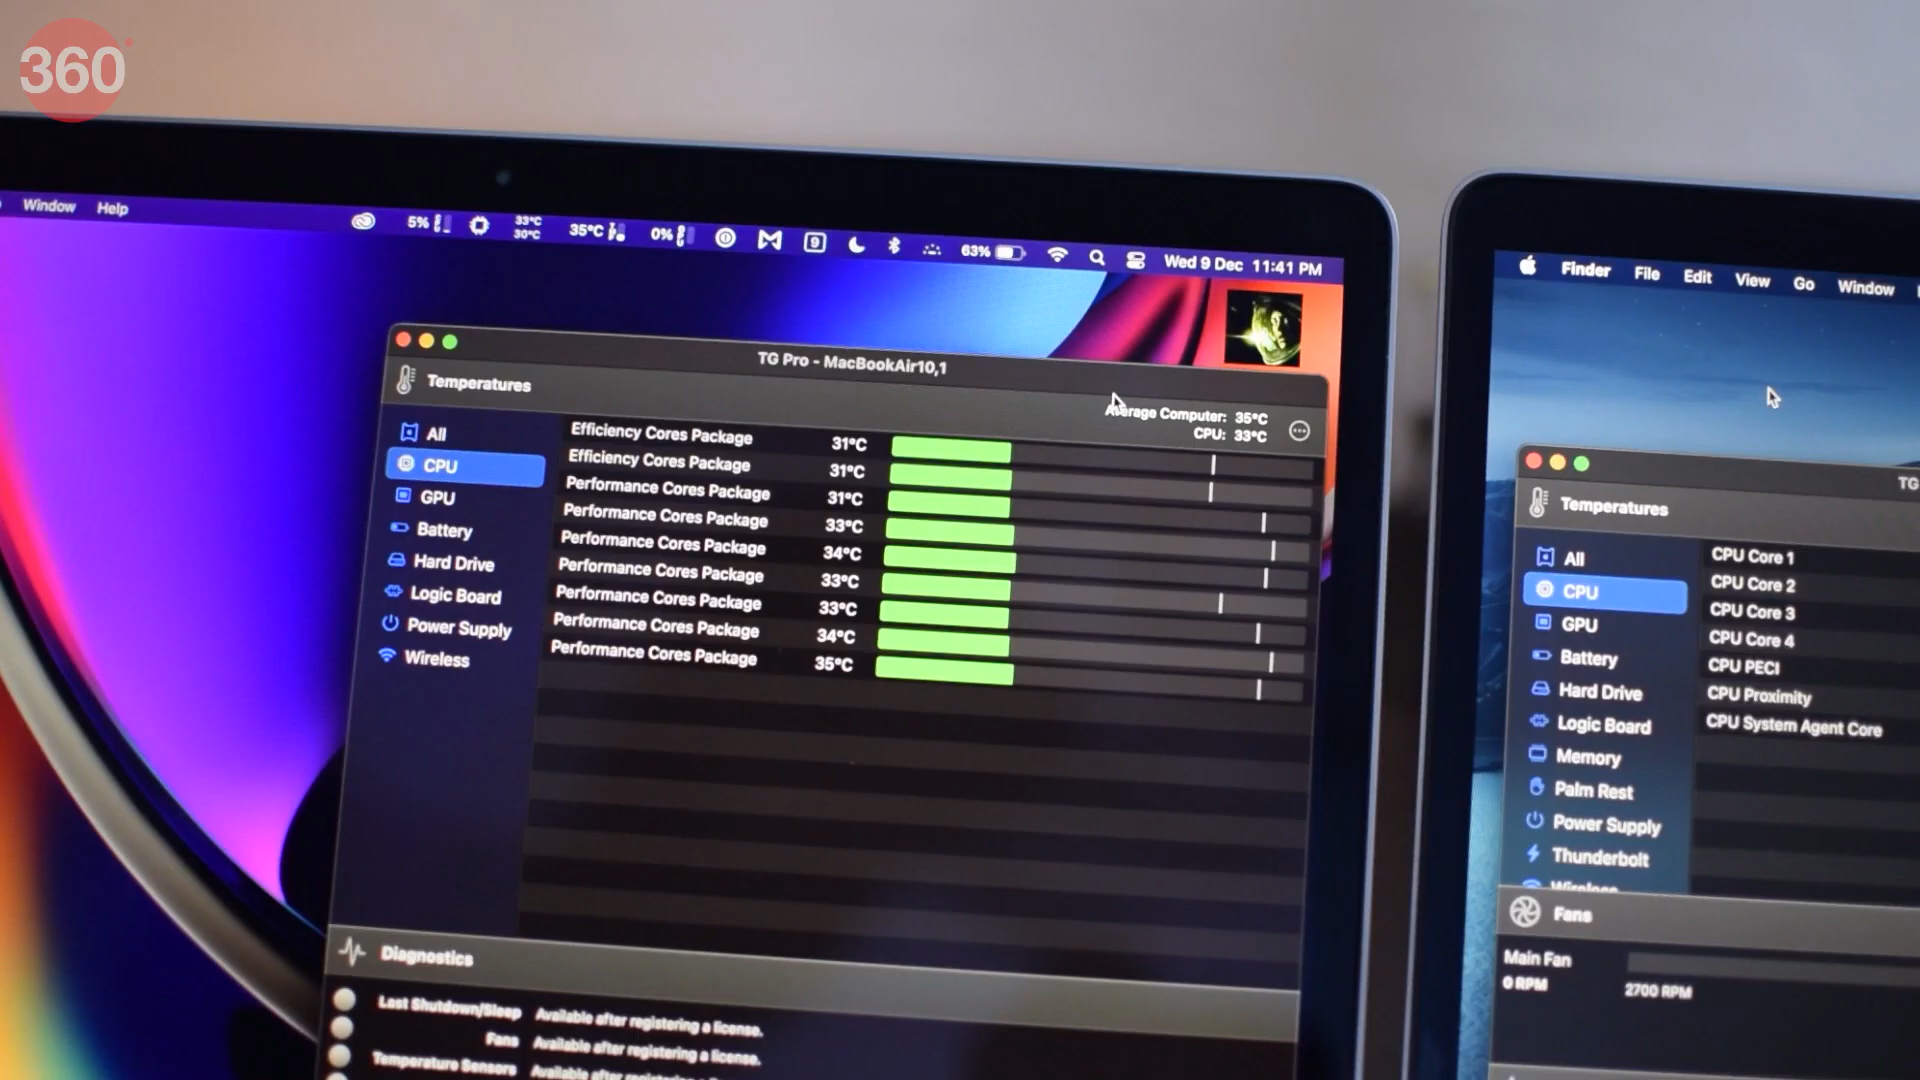 360
Window Help
5% 33°C 30°C 35°C 0% 9 63% Wed 9 Dec 11:41 PM
TG Pro - MacBookAir10,1
Temperatures
Average Computer: 35°C
CPU: 33°C
All
CPU
GPU
Battery
Hard Drive
Logic Board
Power Supply
Wireless
Efficiency Cores Package 31°C
Efficiency Cores Package 31°C
Performance Cores Package 31°C
Performance Cores Package 33°C
Performance Cores Package 34°C
Performance Cores Package 33°C
Performance Cores Package 33°C
Performance Cores Package 34°C
Performance Cores Package 35°C
Diagnostics
Last Shutdown/Sleep Available after registering a license.
Fans Available after registering a license.
Temperature Sensors Available after registering a license.
Finder File Edit View Go Window
TG
Temperatures
All
CPU
GPU
Battery
Hard Drive
Logic Board
Memory
Palm Rest
Power Supply
Thunderbolt
Wireless
CPU Core 1
CPU Core 2
CPU Core 3
CPU Core 4
CPU PECI
CPU Proximity
CPU System Agent Core
Fans
Main Fan
0 RPM 2700 RPM